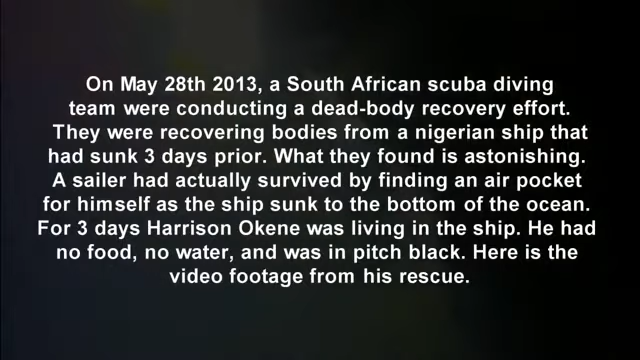 On May 28th 2013, a South African scuba diving
team were conducting a dead-body recovery effort.
They were recovering bodies from a nigerian ship that
had sunk 3 days prior. What they found is astonishing.
A sailer had actually survived by finding an air pocket
for himself as the ship sunk to the bottom of the ocean.
For 3 days Harrison Okene was living in the ship. He had
no food, no water, and was in pitch black. Here is the
video footage from his rescue.